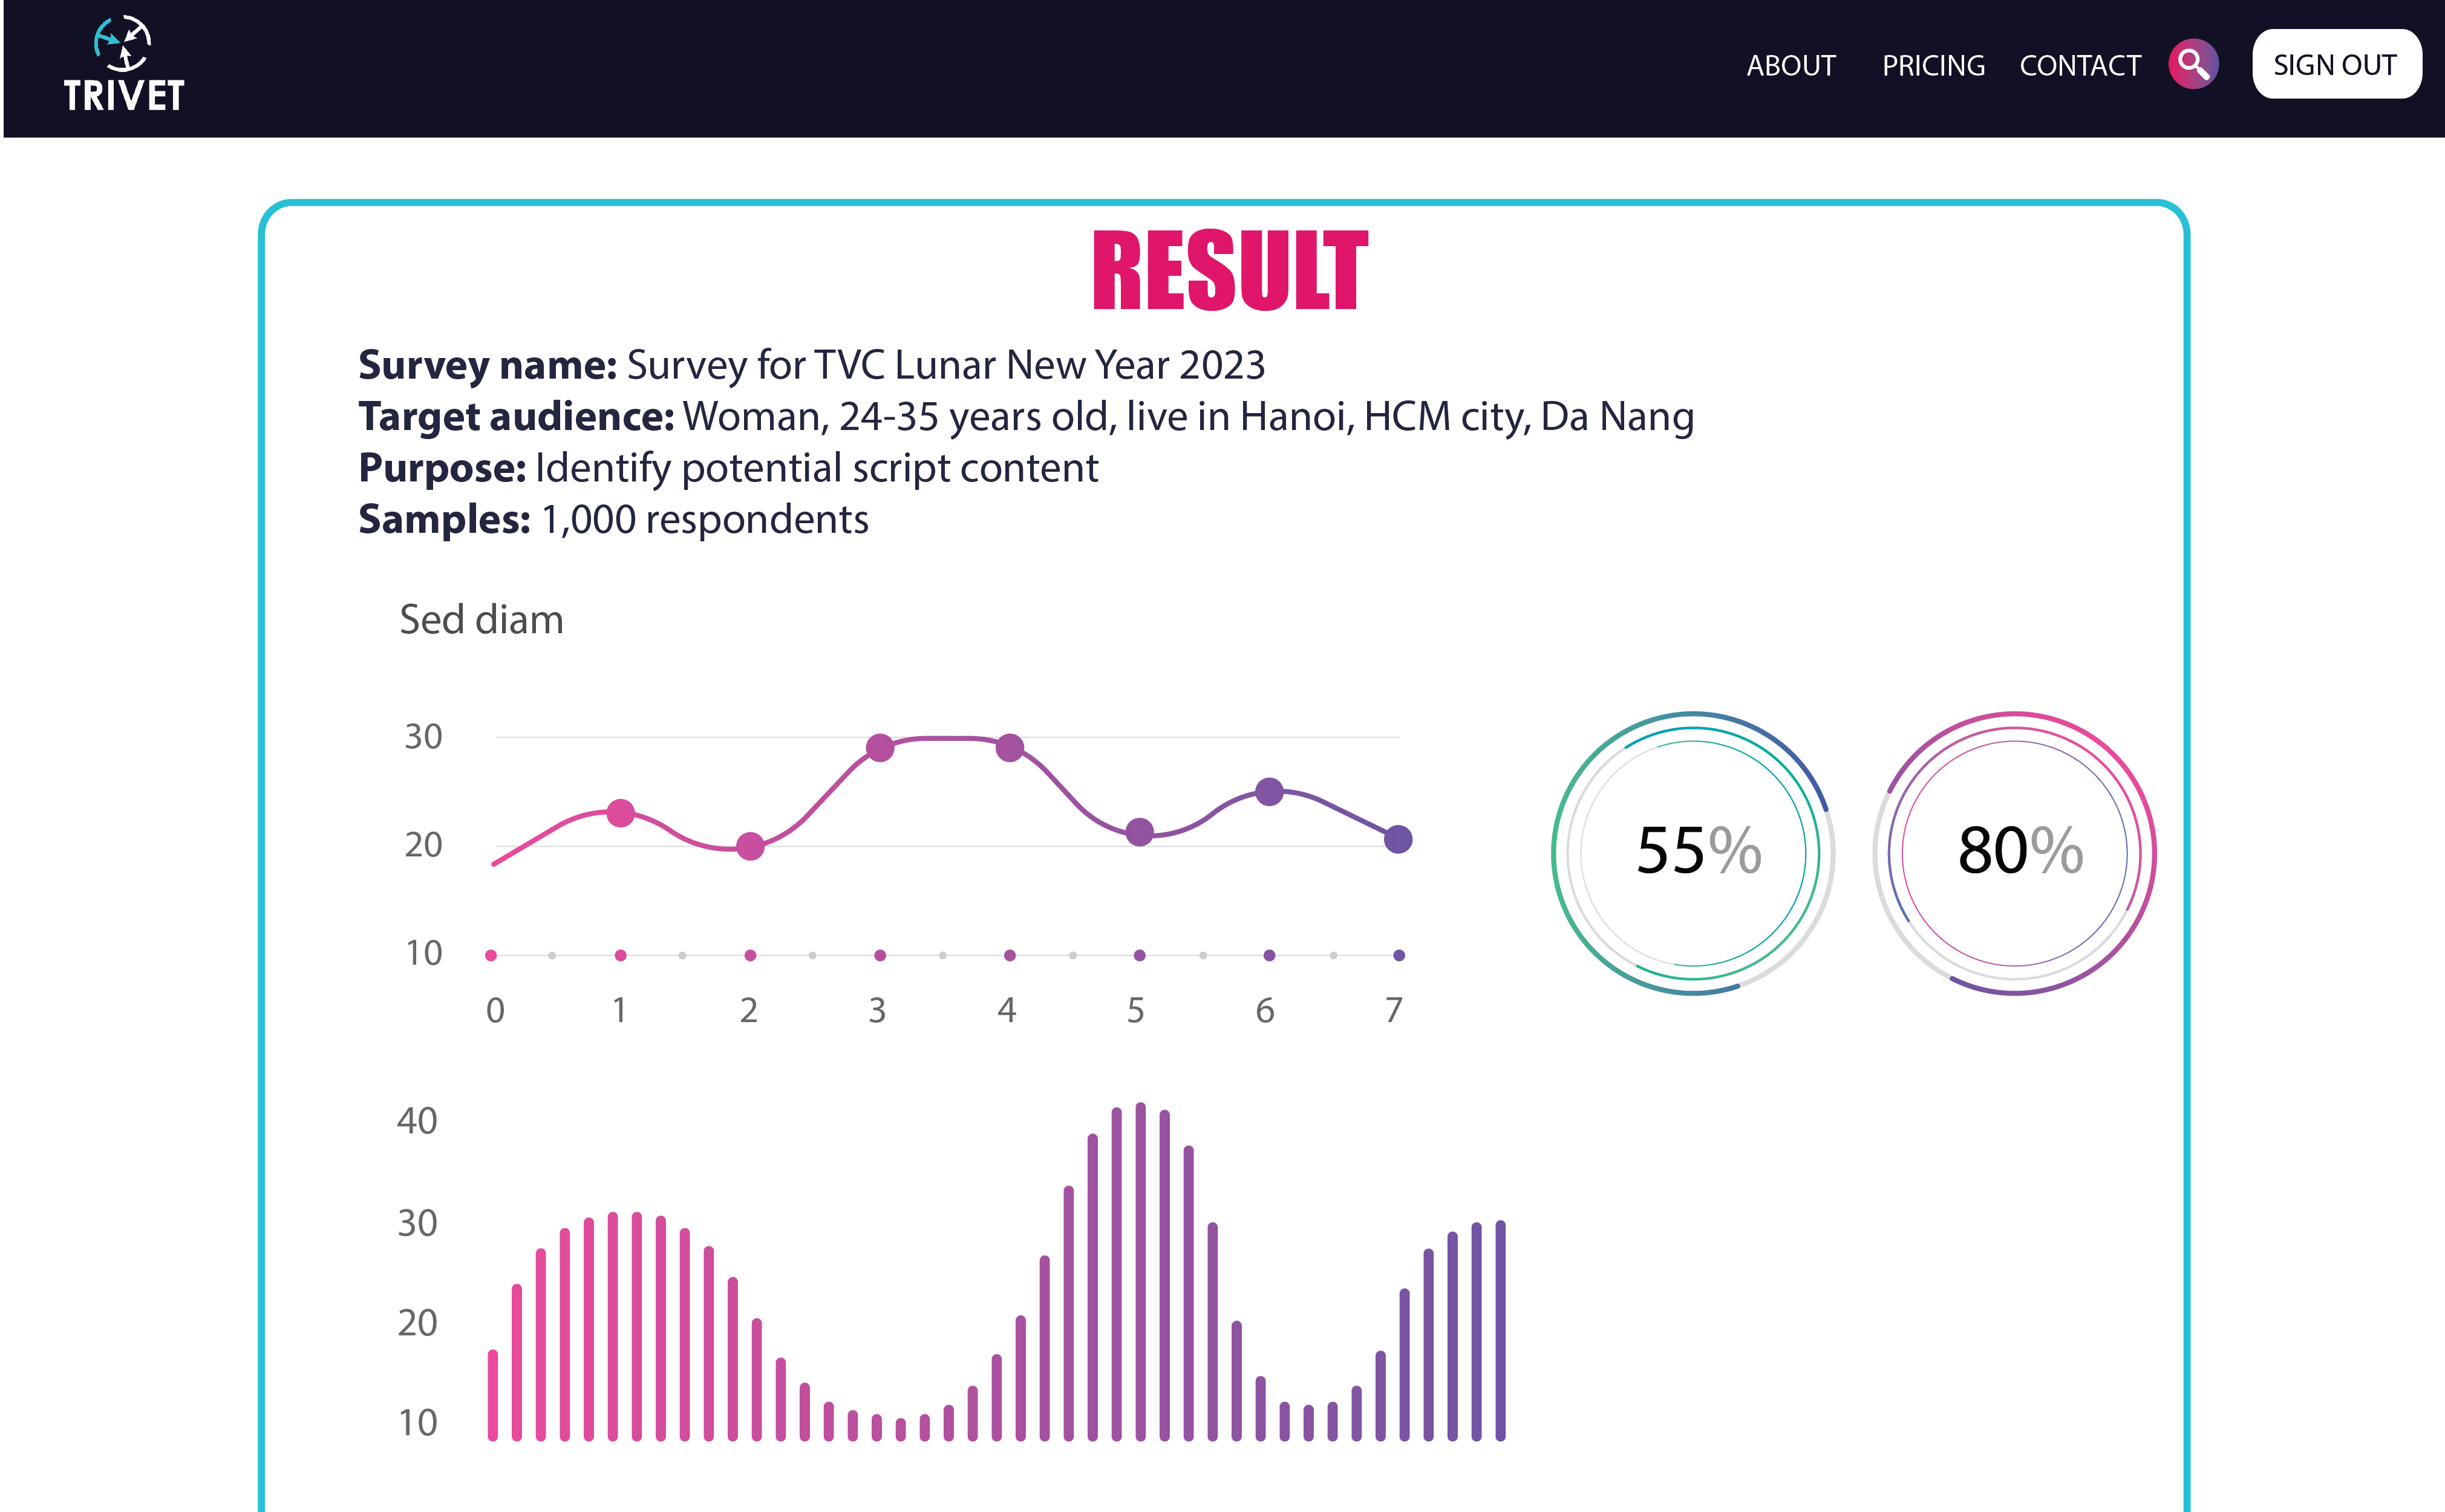 TRIVET
ABOUT PRICING CONTACT SIGN OUT
RESULT
Survey name: Survey for TVC Lunar New Year 2023
Target audience: Woman, 24-35 years old, live in Hanoi, HCM city, Da Nang
Purpose: Identify potential script content
Samples: 1,000 respondents
Sed diam
30
20
10
0 1 2 3 4 5 6 7
55% 80%
40
30
20
10